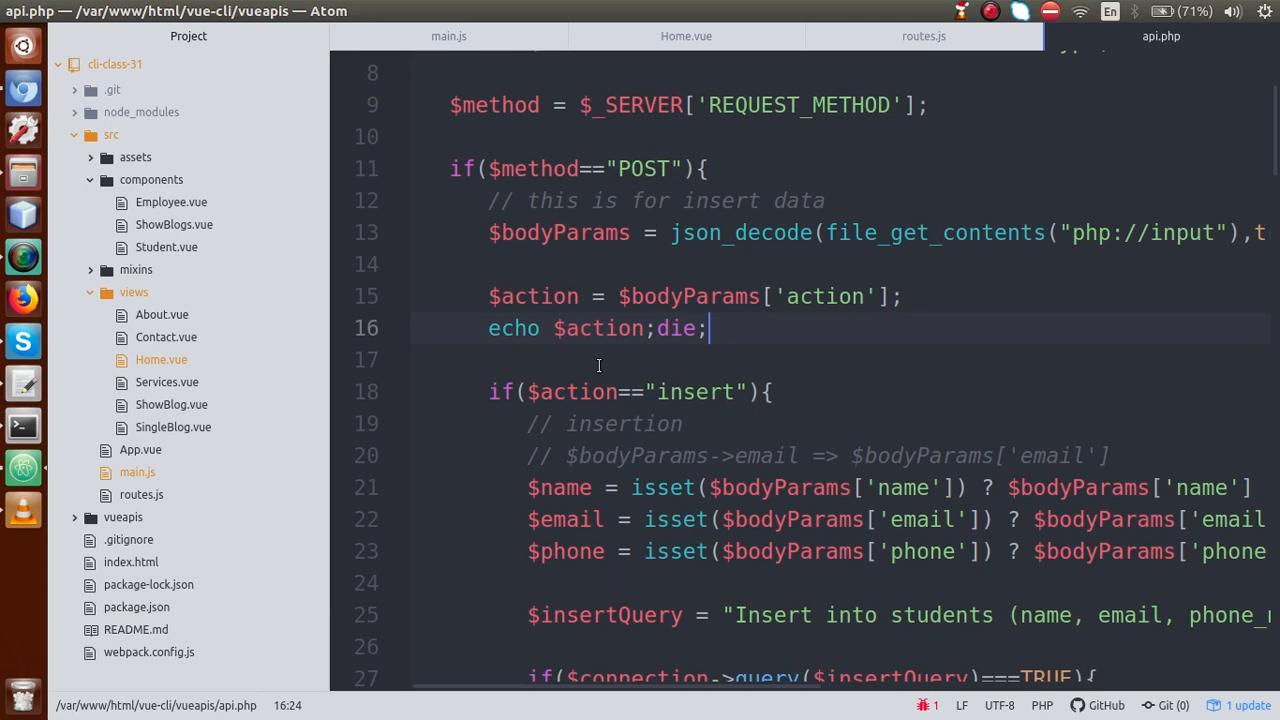 api.php — /var/www/html/vue-cli/vueapis — Atom
En
(71%)
Project
main.js
Home.vue
routes.js
api.php
cli-class-31
.git
node_modules
src
assets
components
Employee.vue
ShowBlogs.vue
Student.vue
mixins
views
About.vue
Contact.vue
Home.vue
Services.vue
ShowBlog.vue
SingleBlog.vue
App.vue
main.js
routes.js
vueapis
.gitignore
index.html
package-lock.json
package.json
README.md
webpack.config.js
8
9 $method = $_SERVER['REQUEST_METHOD'];
10
11 if($method=="POST"){
12 // this is for insert data
13 $bodyParams = json_decode(file_get_contents("php://input"),t
14
15 $action = $bodyParams['action'];
16 echo $action;die;
17
18 if($action=="insert"){
19 // insertion
20 // $bodyParams->email => $bodyParams['email']
21 $name = isset($bodyParams['name']) ? $bodyParams['name']
22 $email = isset($bodyParams['email']) ? $bodyParams['email
23 $phone = isset($bodyParams['phone']) ? $bodyParams['phone
24
25 $insertQuery = "Insert into students (name, email, phone_
26
27 if($connection->query($insertQuery)===TRUE){
/var/www/html/vue-cli/vueapis/api.php 16:24
1 LF UTF-8 PHP GitHub Git (0) 1 update